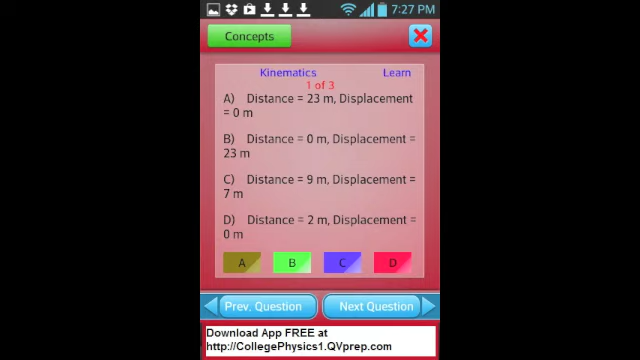 7:27 PM
Concepts
Kinematics Learn
1 of 3
A) Distance = 23 m, Displacement
= 0 m
B) Distance = 0 m, Displacement =
23 m
C) Distance = 9 m, Displacement =
7 m
D) Distance = 2 m, Displacement =
0 m
A B C D
Prev. Question Next Question
Download App FREE at
http://CollegePhysics1.QVprep.com